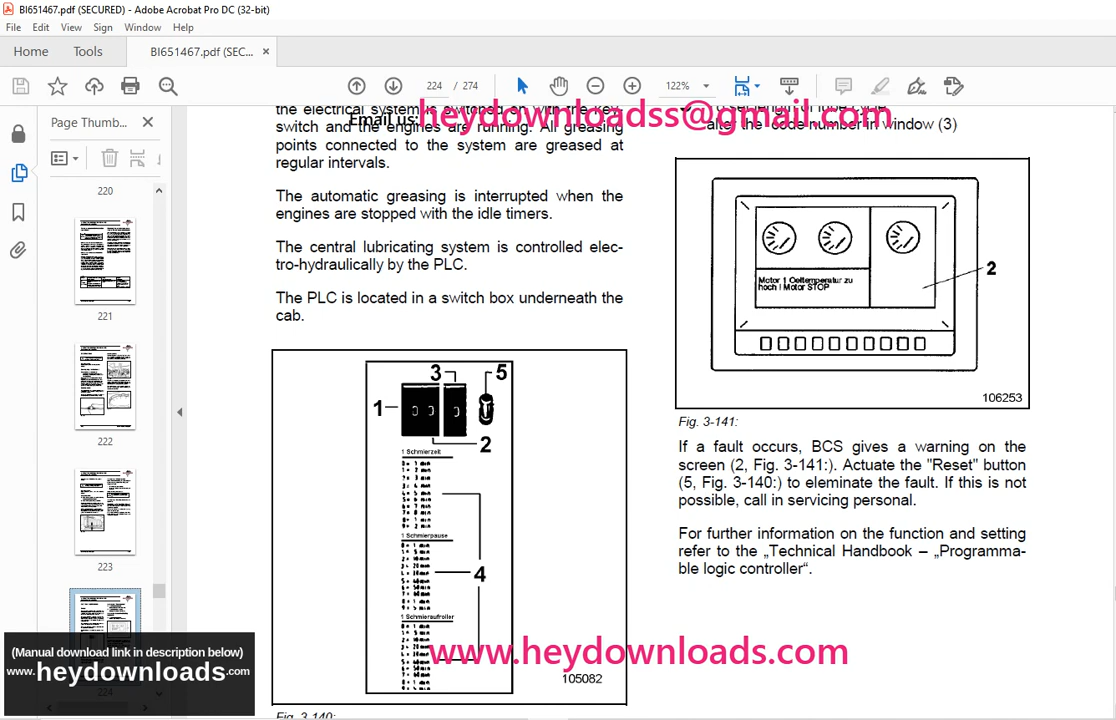 BI651467.pdf (SECURED) - Adobe Acrobat Pro DC (32-bit)
File Edit View Sign Window Help
Home Tools BI651467.pdf (SEC... ×
224 / 274 122%
Page Thumb...
220
221
222
223
224
the electrical system is switched on with the key-
switch and the engines are running. All greasing
points connected to the system are greased at
regular intervals.
The automatic greasing is interrupted when the
engines are stopped with the idle timers.
The central lubricating system is controlled elec-
tro-hydraulically by the PLC.
The PLC is located in a switch box underneath the
cab.
3 5
1
2
1 Schmierzeit
1 Schmierpause
4
1 Schmieraufroller
105082
Fig. 3-140:
Email us: heydownloadss@gmail.com
after the code number in window (3)
Motor 1 Oeltemperatur zu
hoch ! Motor STOP
2
106253
Fig. 3-141:
If a fault occurs, BCS gives a warning on the
screen (2, Fig. 3-141:). Actuate the "Reset" button
(5, Fig. 3-140:) to eleminate the fault. If this is not
possible, call in servicing personal.
For further information on the function and setting
refer to the „Technical Handbook – „Programma-
ble logic controller“.
www.heydownloads.com
(Manual download link in description below)
www.heydownloads.com